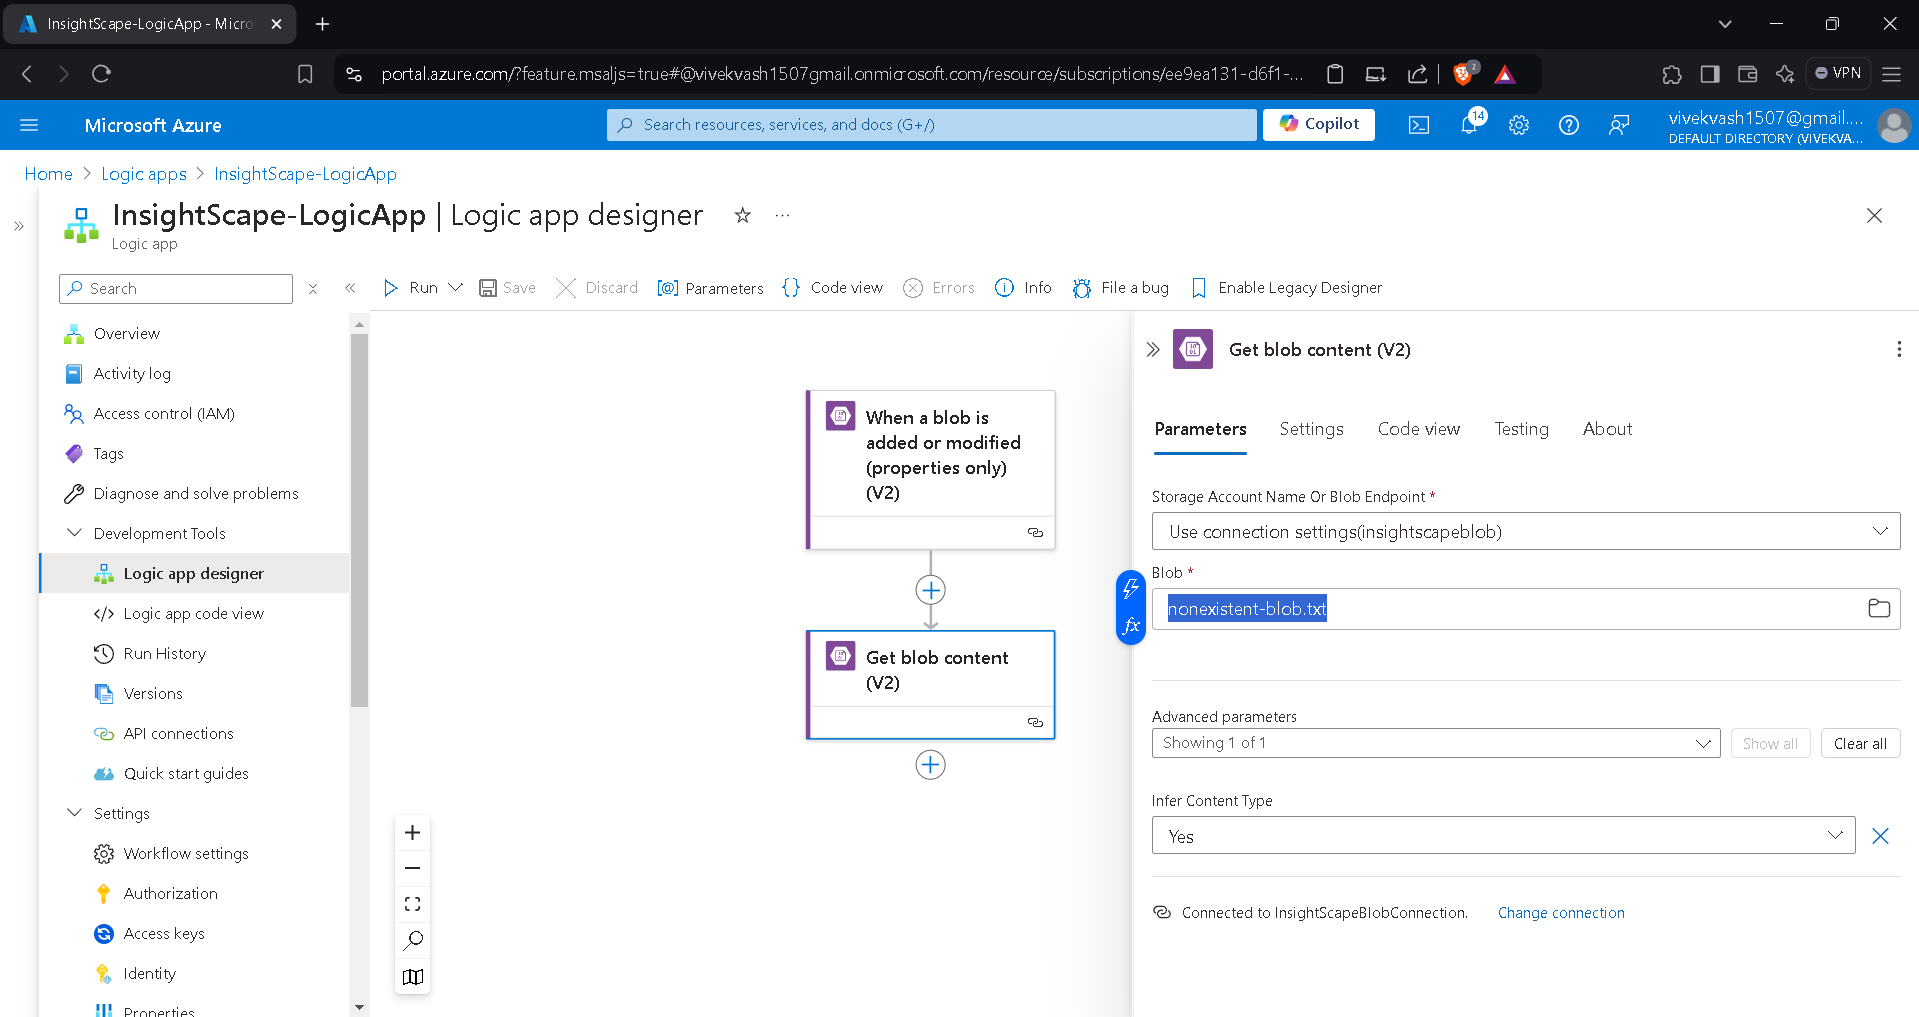 InsightScape-LogicApp - Micro
portal.azure.com/?feature.msaljs=true#@vivekvash1507gmail.onmicrosoft.com/resource/subscriptions/ee9ea131-d6f1-...
2
VPN
Microsoft Azure
Search resources, services, and docs (G+/)
Copilot
14
vivekvash1507@gmail....
DEFAULT DIRECTORY (VIVEKVA...
Home > Logic apps > InsightScape-LogicApp
InsightScape-LogicApp | Logic app designer
Logic app
Search
Run
Save
Discard
Parameters
Code view
Errors
Info
File a bug
Enable Legacy Designer
Overview
Activity log
Access control (IAM)
Tags
Diagnose and solve problems
Development Tools
Logic app designer
Logic app code view
Run History
Versions
API connections
Quick start guides
Settings
Workflow settings
Authorization
Access keys
Identity
Properties
When a blob is
added or modified
(properties only)
(V2)
Get blob content
(V2)
Get blob content (V2)
Parameters
Settings
Code view
Testing
About
Storage Account Name Or Blob Endpoint *
Use connection settings(insightscapeblob)
Blob *
fx
nonexistent-blob.txt
Advanced parameters
Showing 1 of 1
Show all
Clear all
Infer Content Type
Yes
Connected to InsightScapeBlobConnection.
Change connection